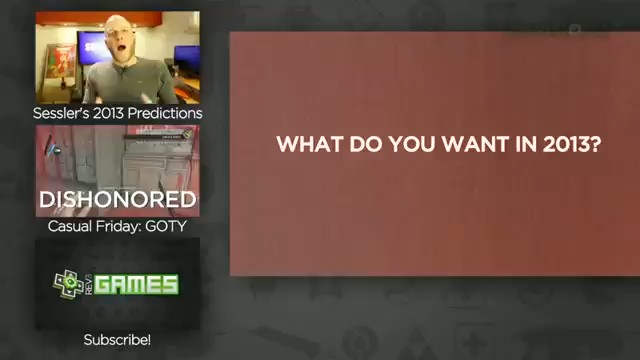 Sessler's 2013 Predictions
DISHONORED
Casual Friday: GOTY
REV3
GAMES
Subscribe!
WHAT DO YOU WANT IN 2013?